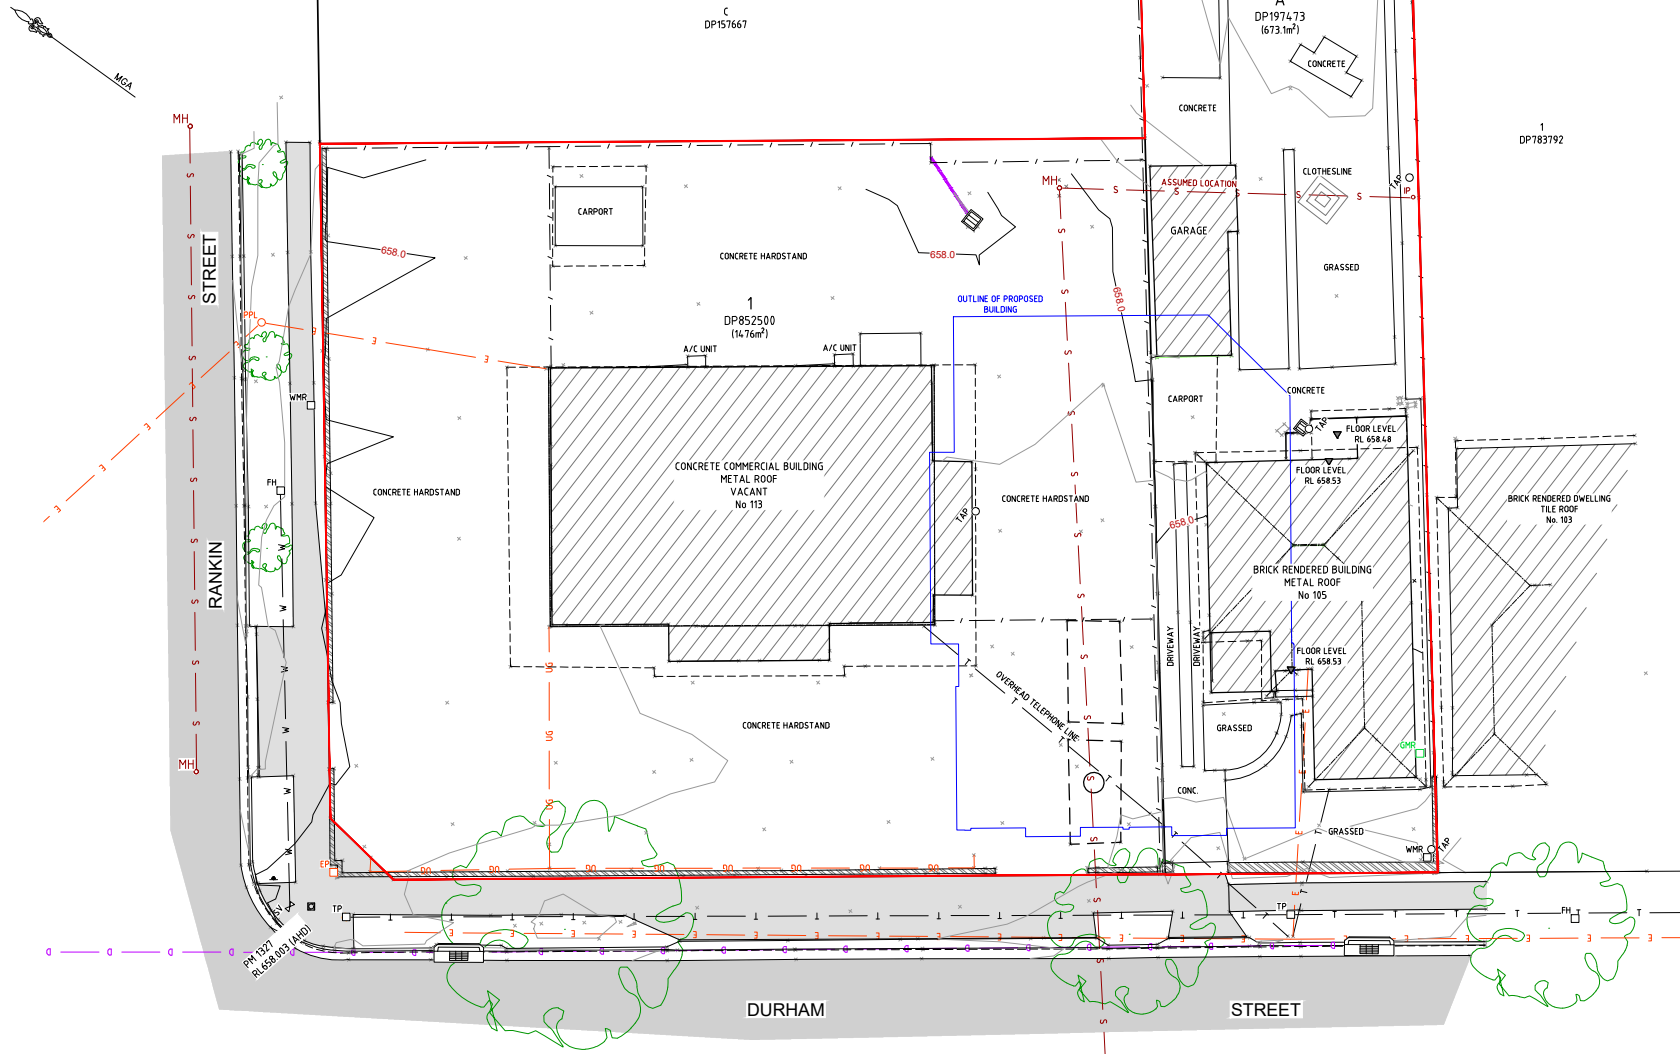 C
DP157667
A
DP197473
(673.1m²)
CONCRETE
MGA
MH
CONCRETE
1
DP783792
CLOTHESLINE
MH
ASSUMED LOCATION
TAP
IP
CARPORT
GARAGE
STREET
658.0
CONCRETE HARDSTAND
658.0
GRASSED
658.0
1
DP852500
(1476m²)
OUTLINE OF PROPOSED
BUILDING
PPL
A/C UNIT
A/C UNIT
WMR
CARPORT
CONCRETE
TAP
FLOOR LEVEL
RL 658.48
FLOOR LEVEL
RL 658.53
CONCRETE COMMERCIAL BUILDING
METAL ROOF
VACANT
No 113
FH
CONCRETE HARDSTAND
CONCRETE HARDSTAND
TAP
658.0
BRICK RENDERED DWELLING
TILE ROOF
No. 103
RANKIN
BRICK RENDERED BUILDING
METAL ROOF
No 105
DRIVEWAY
DRIVEWAY
FLOOR LEVEL
RL 658.53
OVERHEAD TELEPHONE LINE
CONCRETE HARDSTAND
GRASSED
GMR
MH
CONC.
GRASSED
WMR
TAP
EP
SV
TP
TP
FH
PM 1327
RL658.003 (AHD)
DURHAM
STREET